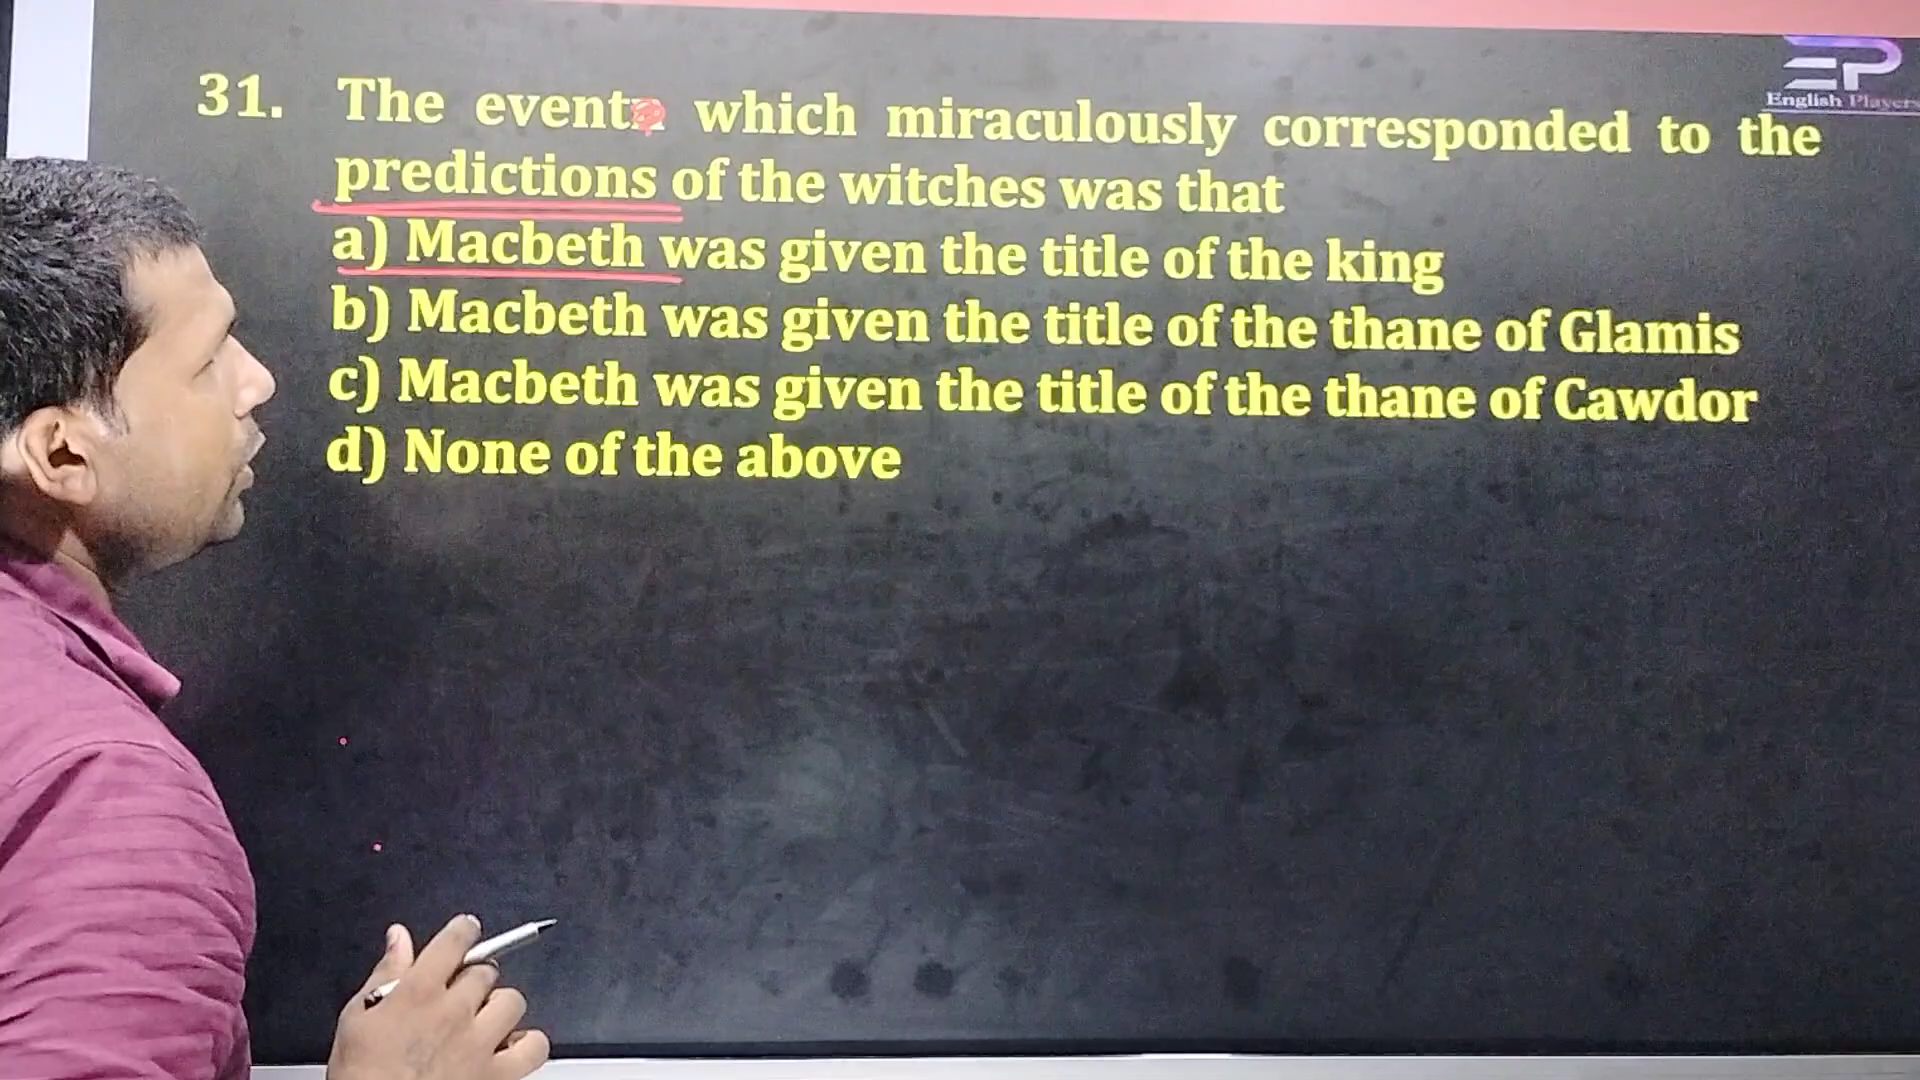 EP
English Players
31. The event which miraculously corresponded to the
predictions of the witches was that
a) Macbeth was given the title of the king
b) Macbeth was given the title of the thane of Glamis
c) Macbeth was given the title of the thane of Cawdor
d) None of the above